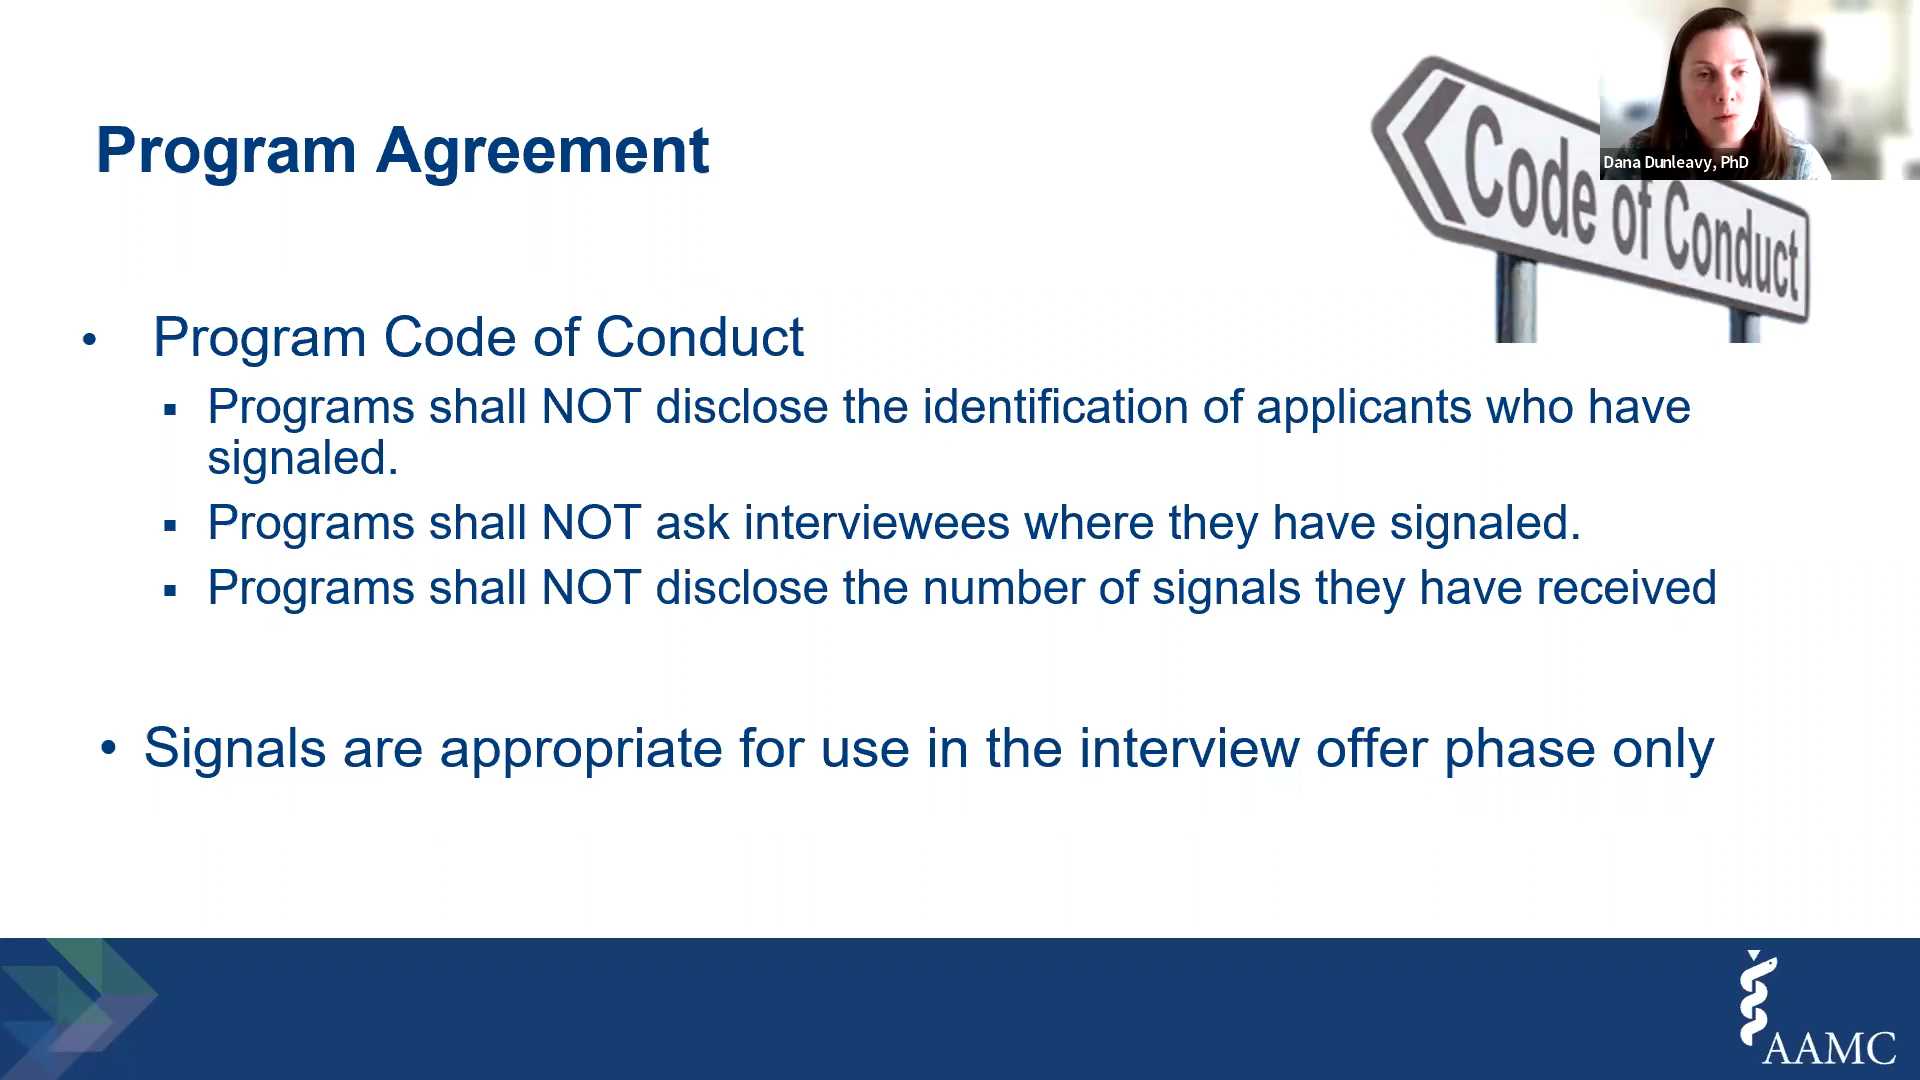 Program Agreement
Code of Conduct
Dana Dunleavy, PhD
• Program Code of Conduct
▪ Programs shall NOT disclose the identification of applicants who have
signaled.
▪ Programs shall NOT ask interviewees where they have signaled.
▪ Programs shall NOT disclose the number of signals they have received
• Signals are appropriate for use in the interview offer phase only
AAMC